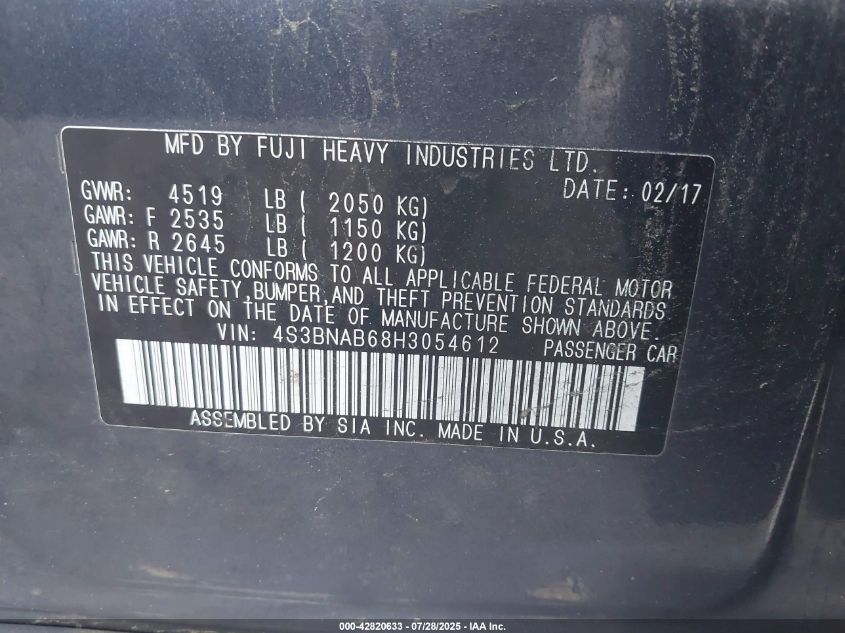 MFD BY FUJI HEAVY INDUSTRIES LTD.
DATE: 02/17
GVWR: 4519 LB ( 2050 KG)
GAWR: F 2535 LB ( 1150 KG)
GAWR: R 2645 LB ( 1200 KG)
THIS VEHICLE CONFORMS TO ALL APPLICABLE FEDERAL MOTOR
VEHICLE SAFETY,BUMPER,AND THEFT PREVENTION STANDARDS
IN EFFECT ON THE DATE OF MANUFACTURE SHOWN ABOVE.
VIN: 4S3BNAB68H3054612 PASSENGER CAR
ASSEMBLED BY SIA INC. MADE IN U.S.A.
000-42820633 / 07/28/2025 - IAA Inc.